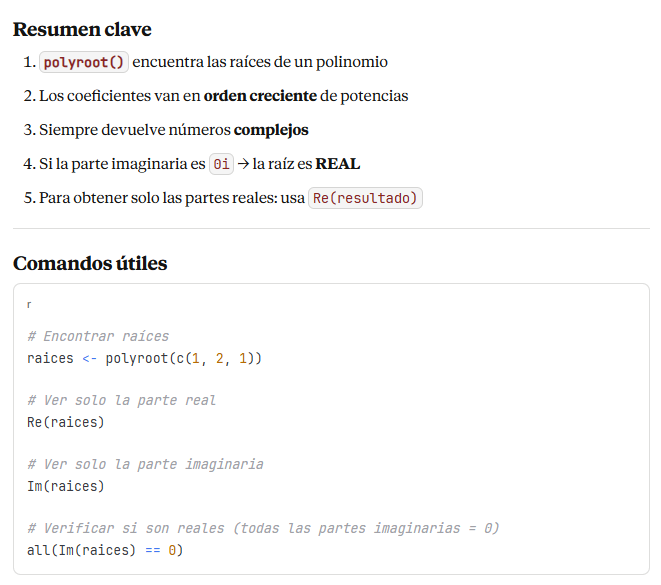 Resumen clave
1. polyroot() encuentra las raíces de un polinomio
2. Los coeficientes van en orden creciente de potencias
3. Siempre devuelve números complejos
4. Si la parte imaginaria es 0i → la raíz es REAL
5. Para obtener solo las partes reales: usa Re(resultado)
Comandos útiles
r
# Encontrar raíces
raices <- polyroot(c(1, 2, 1))
# Ver solo la parte real
Re(raices)
# Ver solo la parte imaginaria
Im(raices)
# Verificar si son reales (todas las partes imaginarias = 0)
all(Im(raices) == 0)